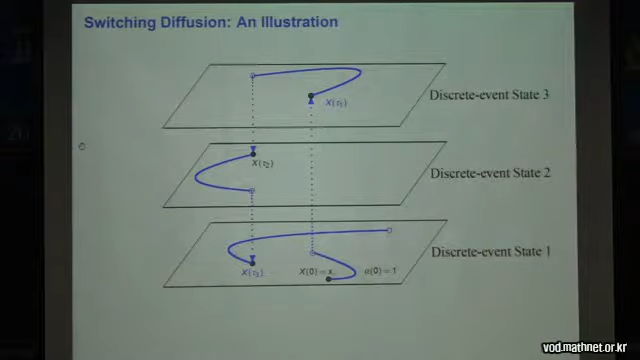 Switching Diffusion: An Illustration
X(τ₁)
Discrete-event State 3
X(τ₂)
Discrete-event State 2
Discrete-event State 1
X(τ₃)
X(0) = x,
α(0) = 1
vod.mathnet.or.kr